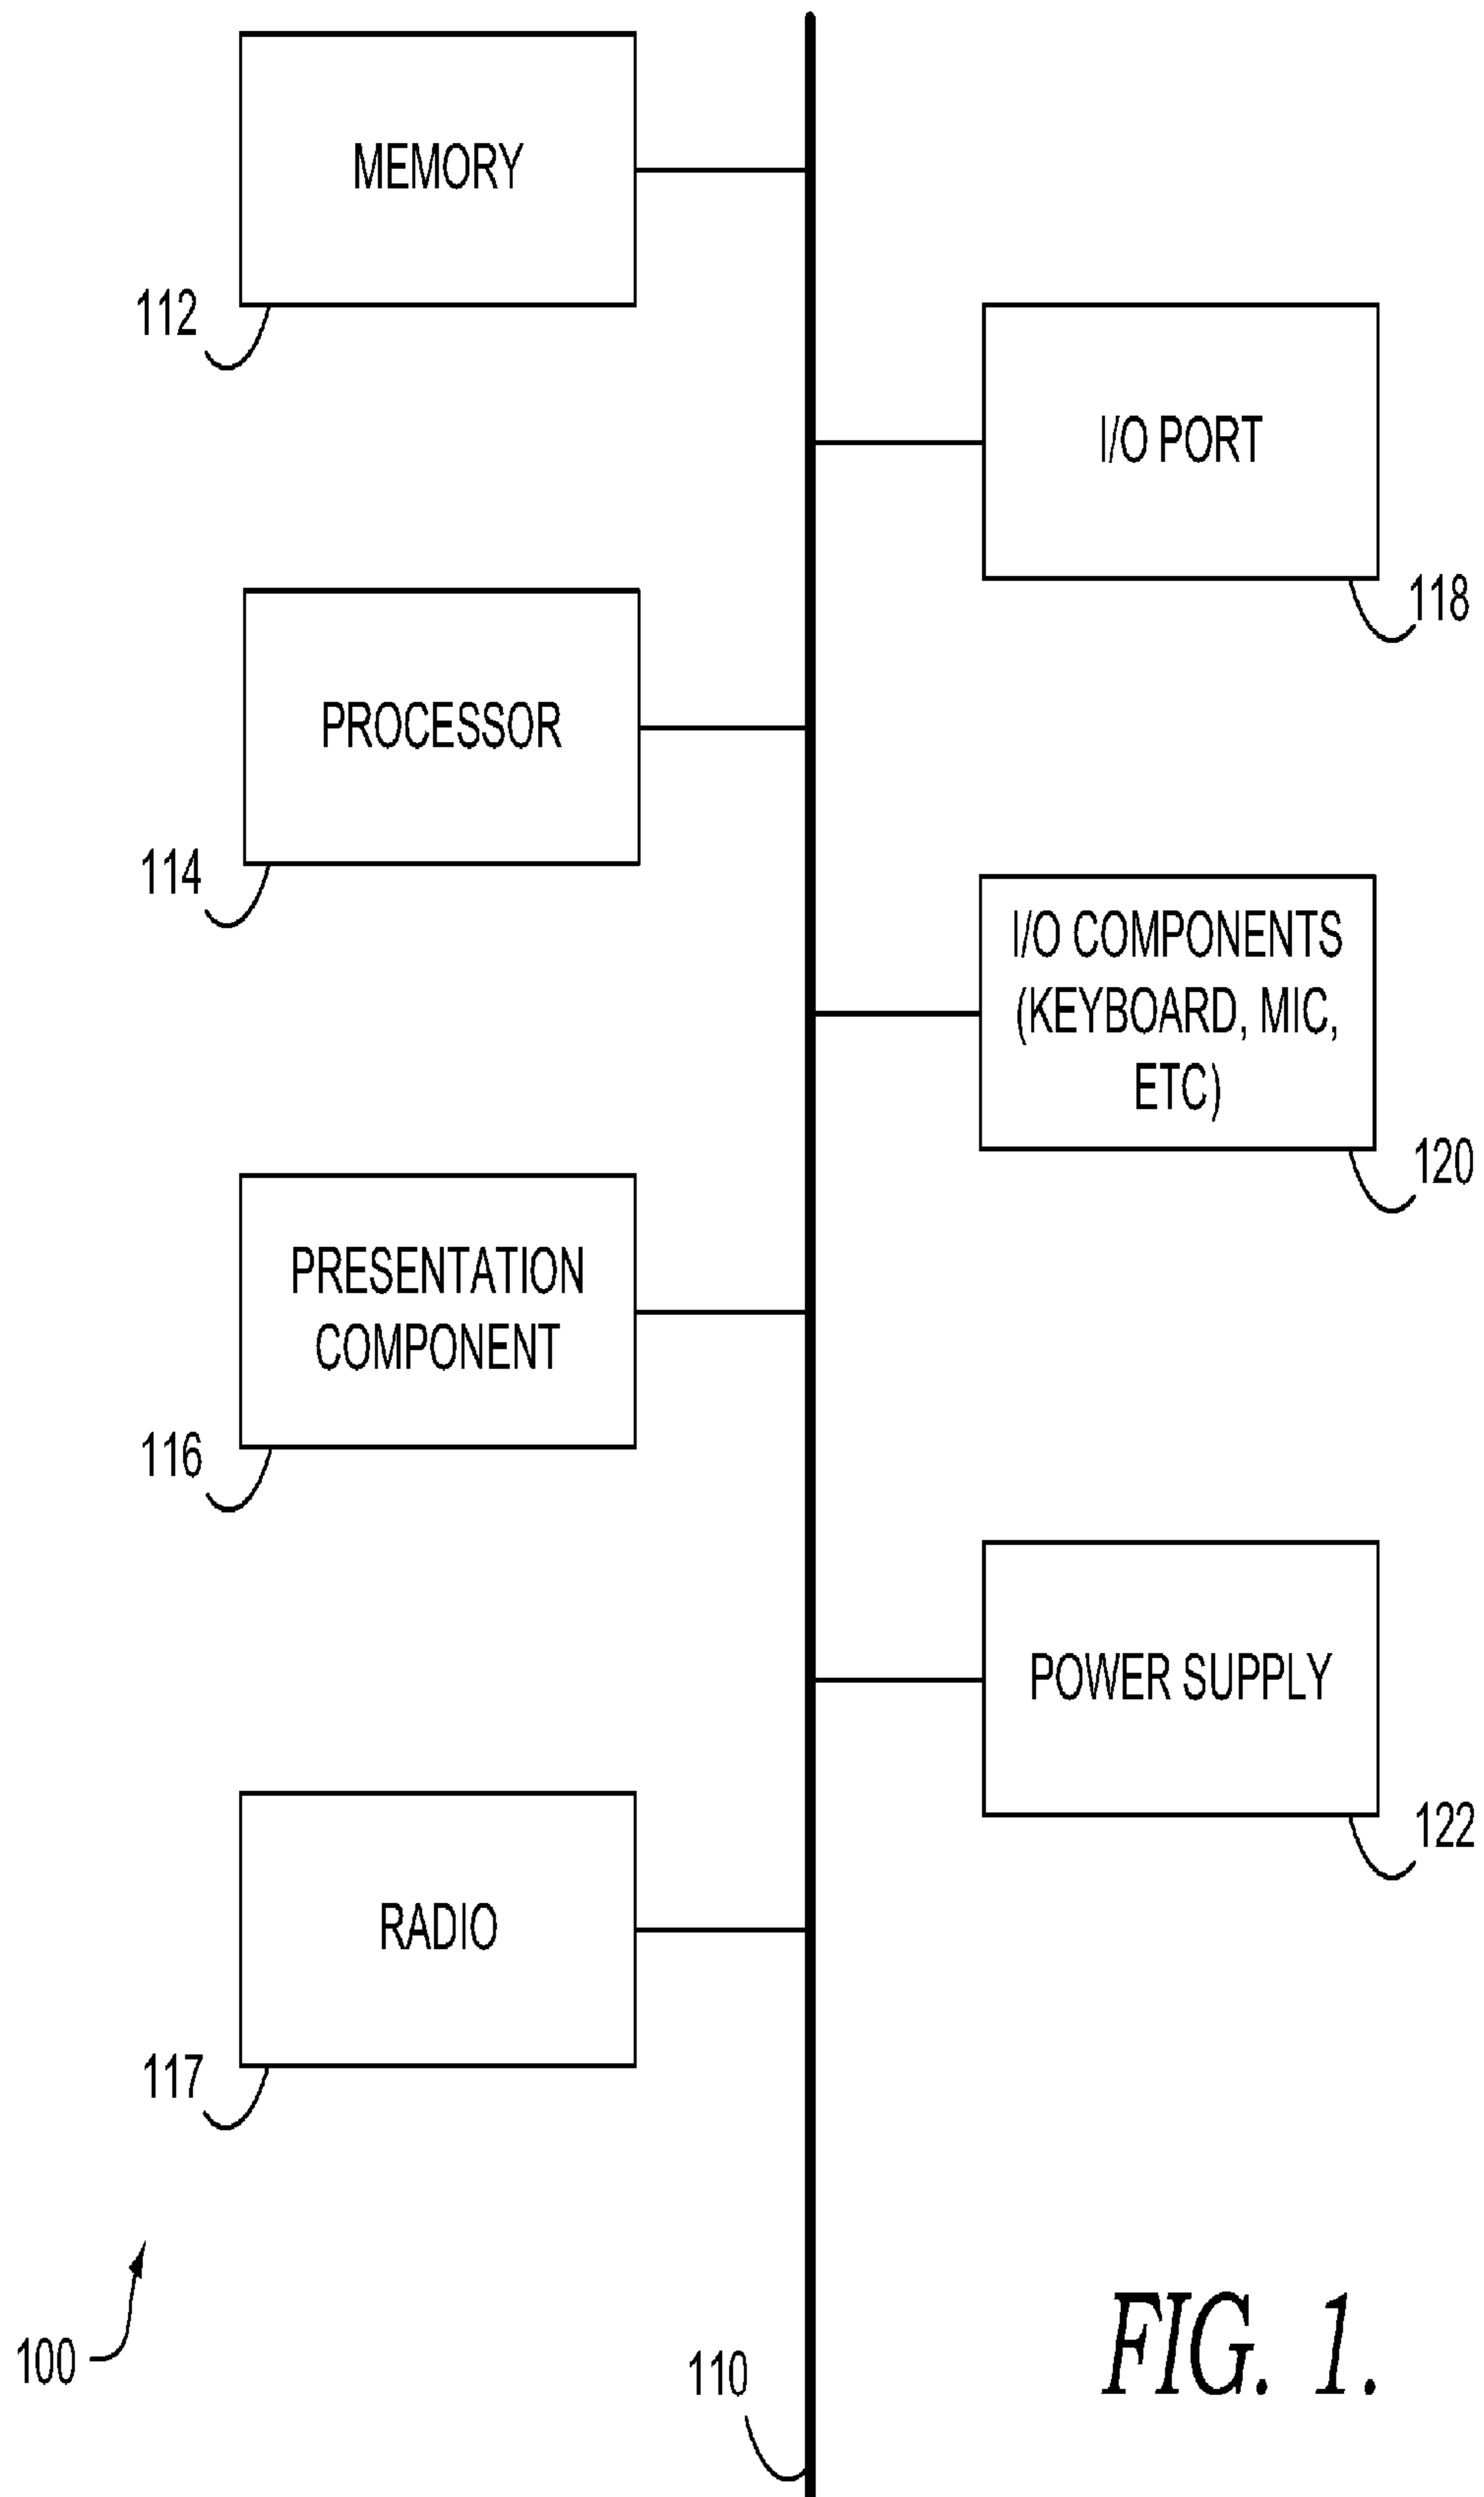 MEMORY
112
I/O PORT
118
PROCESSOR
114
I/O COMPONENTS
(KEYBOARD, MIC,
ETC)
120
PRESENTATION
COMPONENT
116
POWER SUPPLY
122
RADIO
117
100
110
FIG. 1.